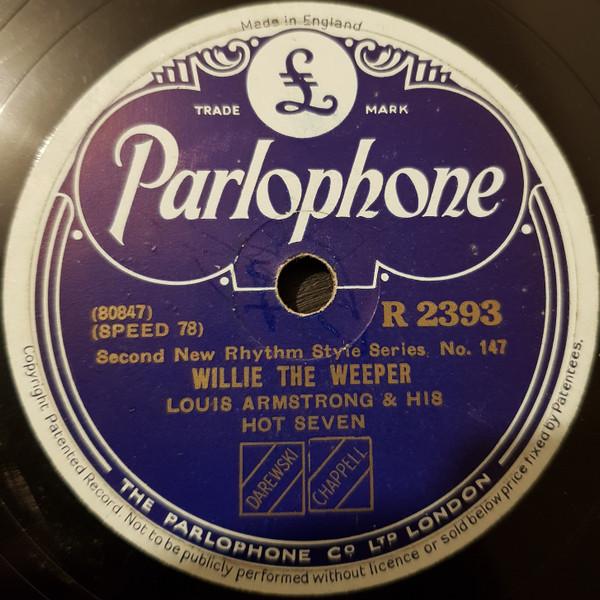 Made in England
£
TRADE MARK
Parlophone
(80847)
(SPEED 78)
R 2393
Second New Rhythm Style Series, No. 147
WILLIE THE WEEPER
LOUIS ARMSTRONG & HIS
HOT SEVEN
DAREWSKI CHAPPELL
THE PARLOPHONE CO LTD LONDON
Copyright Patented Record. Not to be publicly performed without licence or sold below price fixed by Patentees.